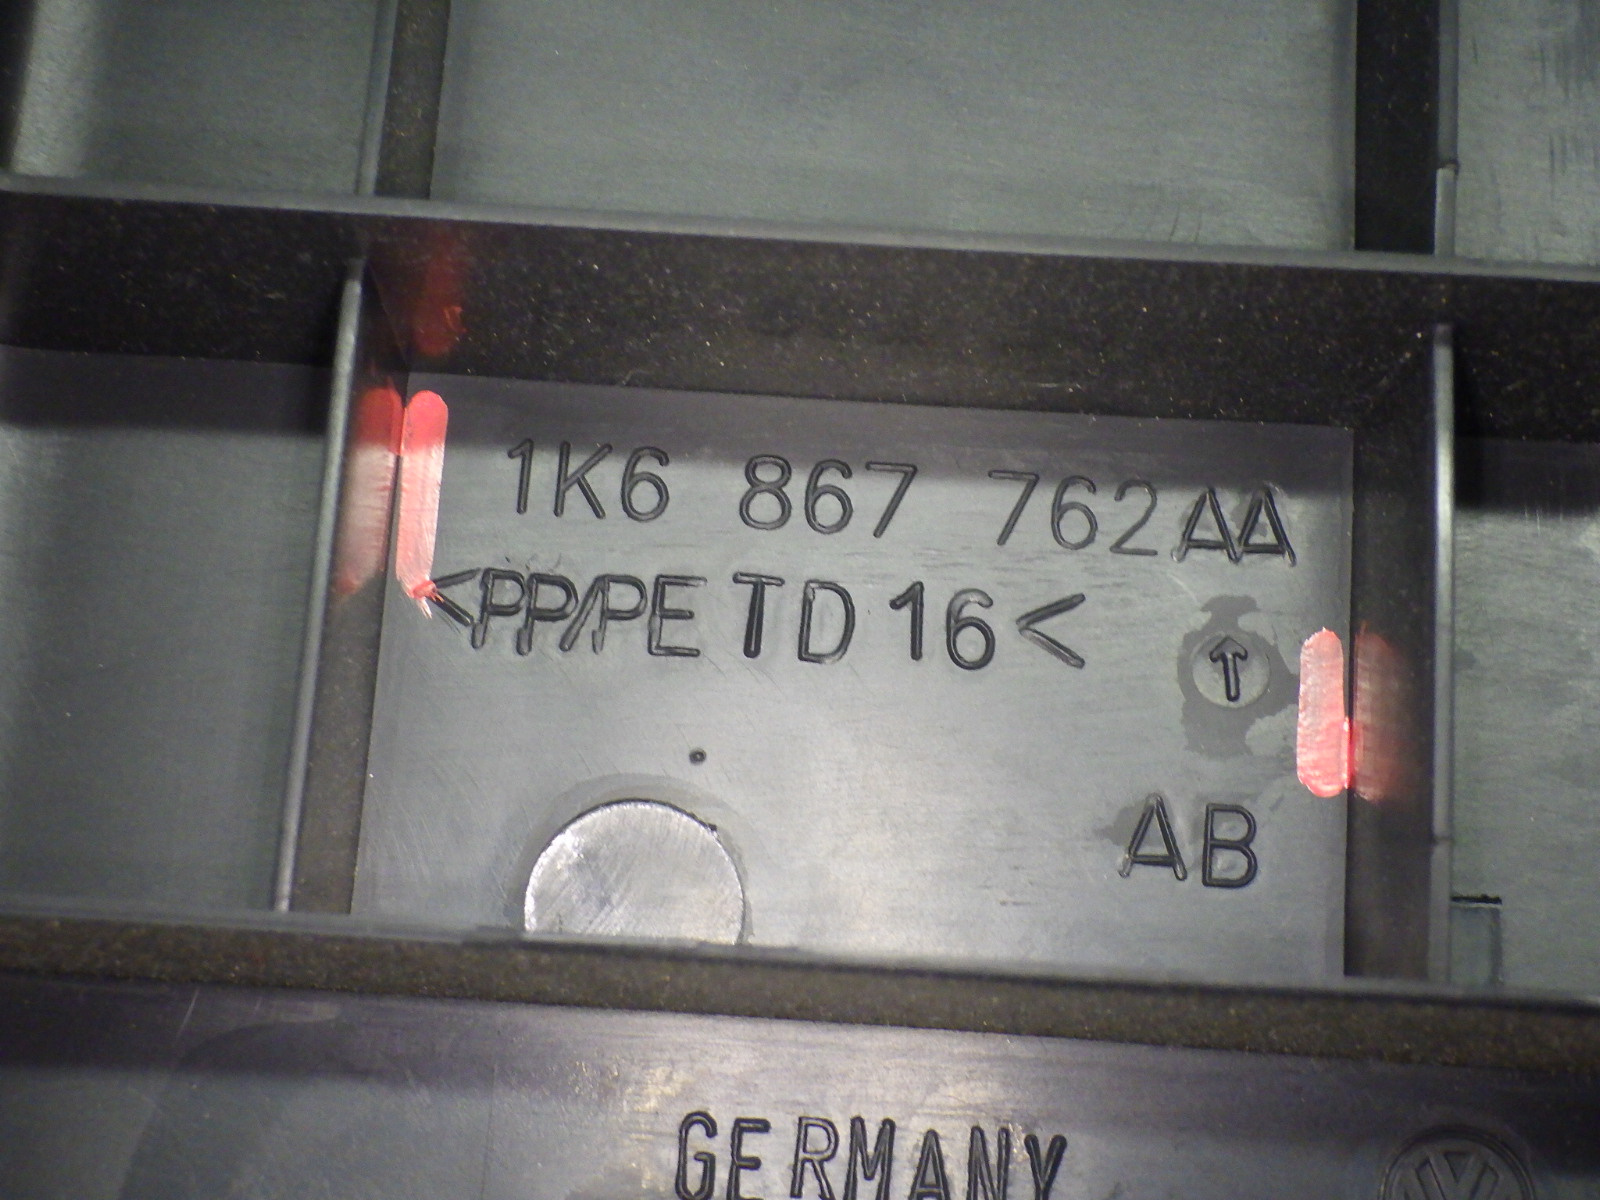 1K6 867 762AA
<PP/PE TD 16<
AB
GERMANY